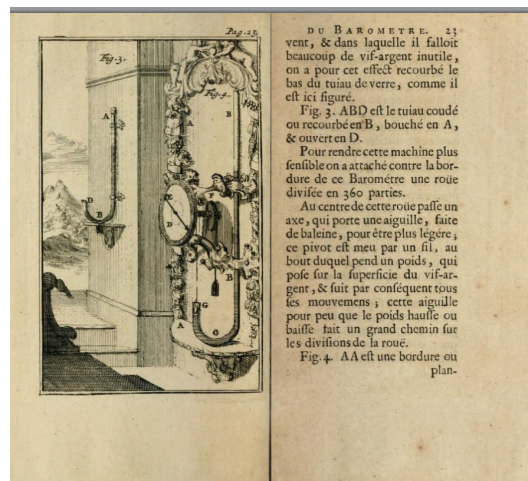 Pag. 23.
Fig. 3.
Fig. 4.
A
B
A
B
D
B
E
D
F
B
G
A
C
DU BAROMETRE. 23
vent, & dans laquelle il falloit
beaucoup de vif-argent inutile,
on a pour cet effect recourbé le
bas du tuiau de verre, comme il
est ici figuré.
Fig. 3. ABD est le tuiau coudé
ou recourbé en B, bouché en A,
& ouvert en D.
Pour rendre cette machine plus
sensible on a attaché contre la bor-
dure de ce Barométre une roüe
divisée en 360 parties.
Au centre de cette roüe passe un
axe, qui porte une aiguille, faite
de baleine, pour être plus légére;
ce pivot est meu par un fil, au
bout duquel pend un poids, qui
pose sur la superficie du vif-ar-
gent, & suit par conséquent tous
les mouvemens; cette aiguille
pour peu que le poids hausse ou
baisse fait un grand chemin sur
les divisions de la rouë.
Fig. 4. AA est une bordure ou
plan-